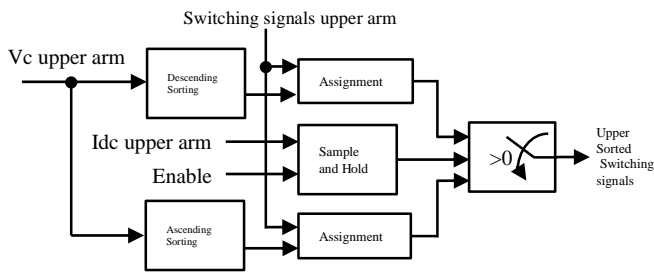 Switching signals upper arm
Vc upper arm
Descending
Sorting
Assignment
Idc upper arm
Enable
Sample
and Hold
>0
Upper
Sorted
Switching
signals
Ascending
Sorting
Assignment